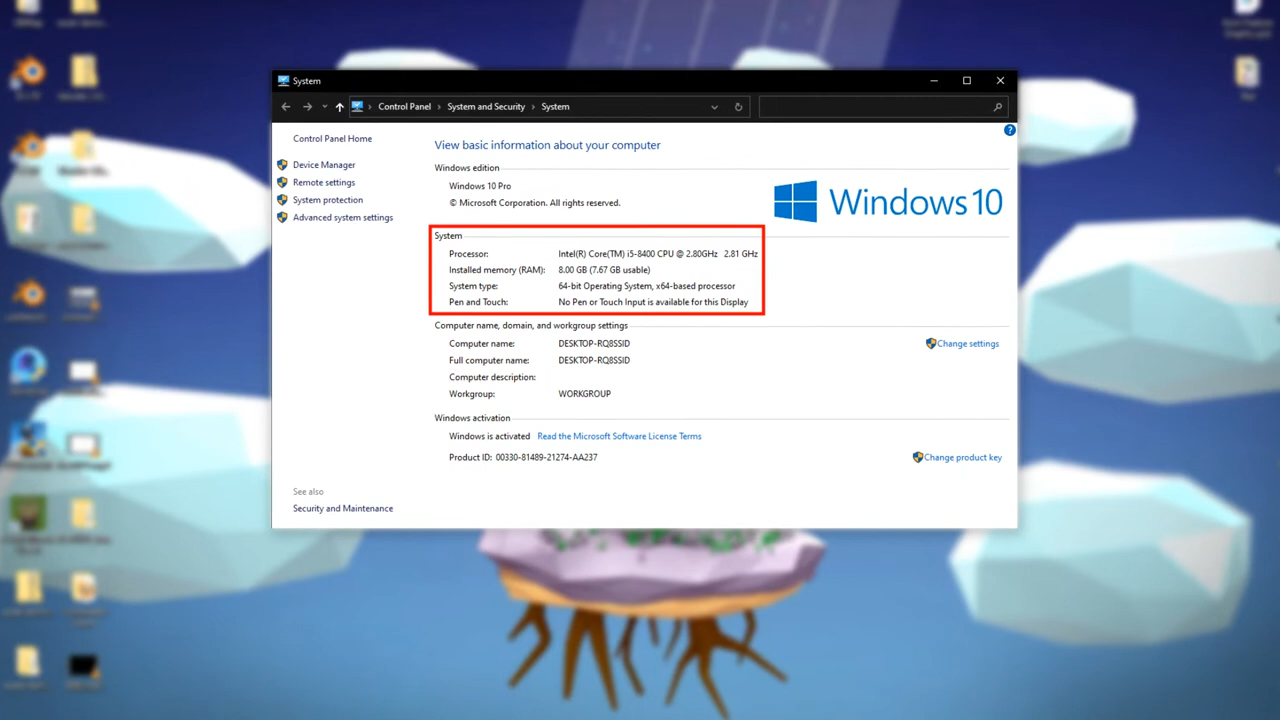 System
Control Panel › System and Security › System
Control Panel Home
Device Manager
Remote settings
System protection
Advanced system settings
View basic information about your computer
Windows edition
Windows 10 Pro
© Microsoft Corporation. All rights reserved.
Windows 10
System
Processor: Intel(R) Core(TM) i5-8400 CPU @ 2.80GHz 2.81 GHz
Installed memory (RAM): 8.00 GB (7.67 GB usable)
System type: 64-bit Operating System, x64-based processor
Pen and Touch: No Pen or Touch Input is available for this Display
Computer name, domain, and workgroup settings
Computer name: DESKTOP-RQ8SSID
Change settings
Full computer name: DESKTOP-RQ8SSID
Computer description:
Workgroup: WORKGROUP
Windows activation
Windows is activated Read the Microsoft Software License Terms
Product ID: 00330-81489-21274-AA237
Change product key
See also
Security and Maintenance